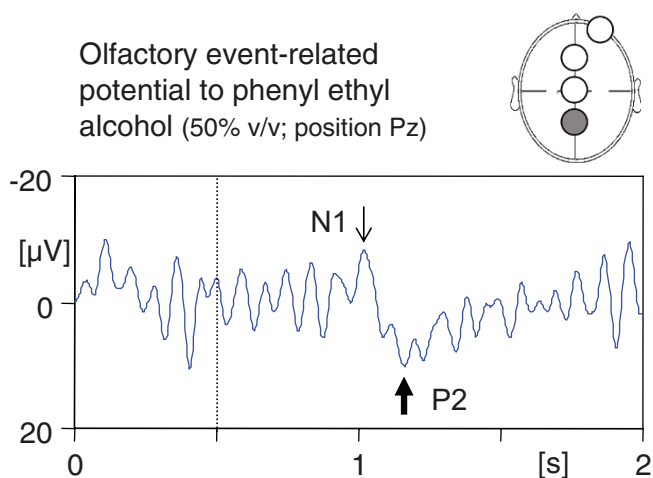 Olfactory event-related
potential to phenyl ethyl
alcohol (50% v/v; position Pz)
-20
N1
[µV]
0
P2
20
0 1 [s] 2